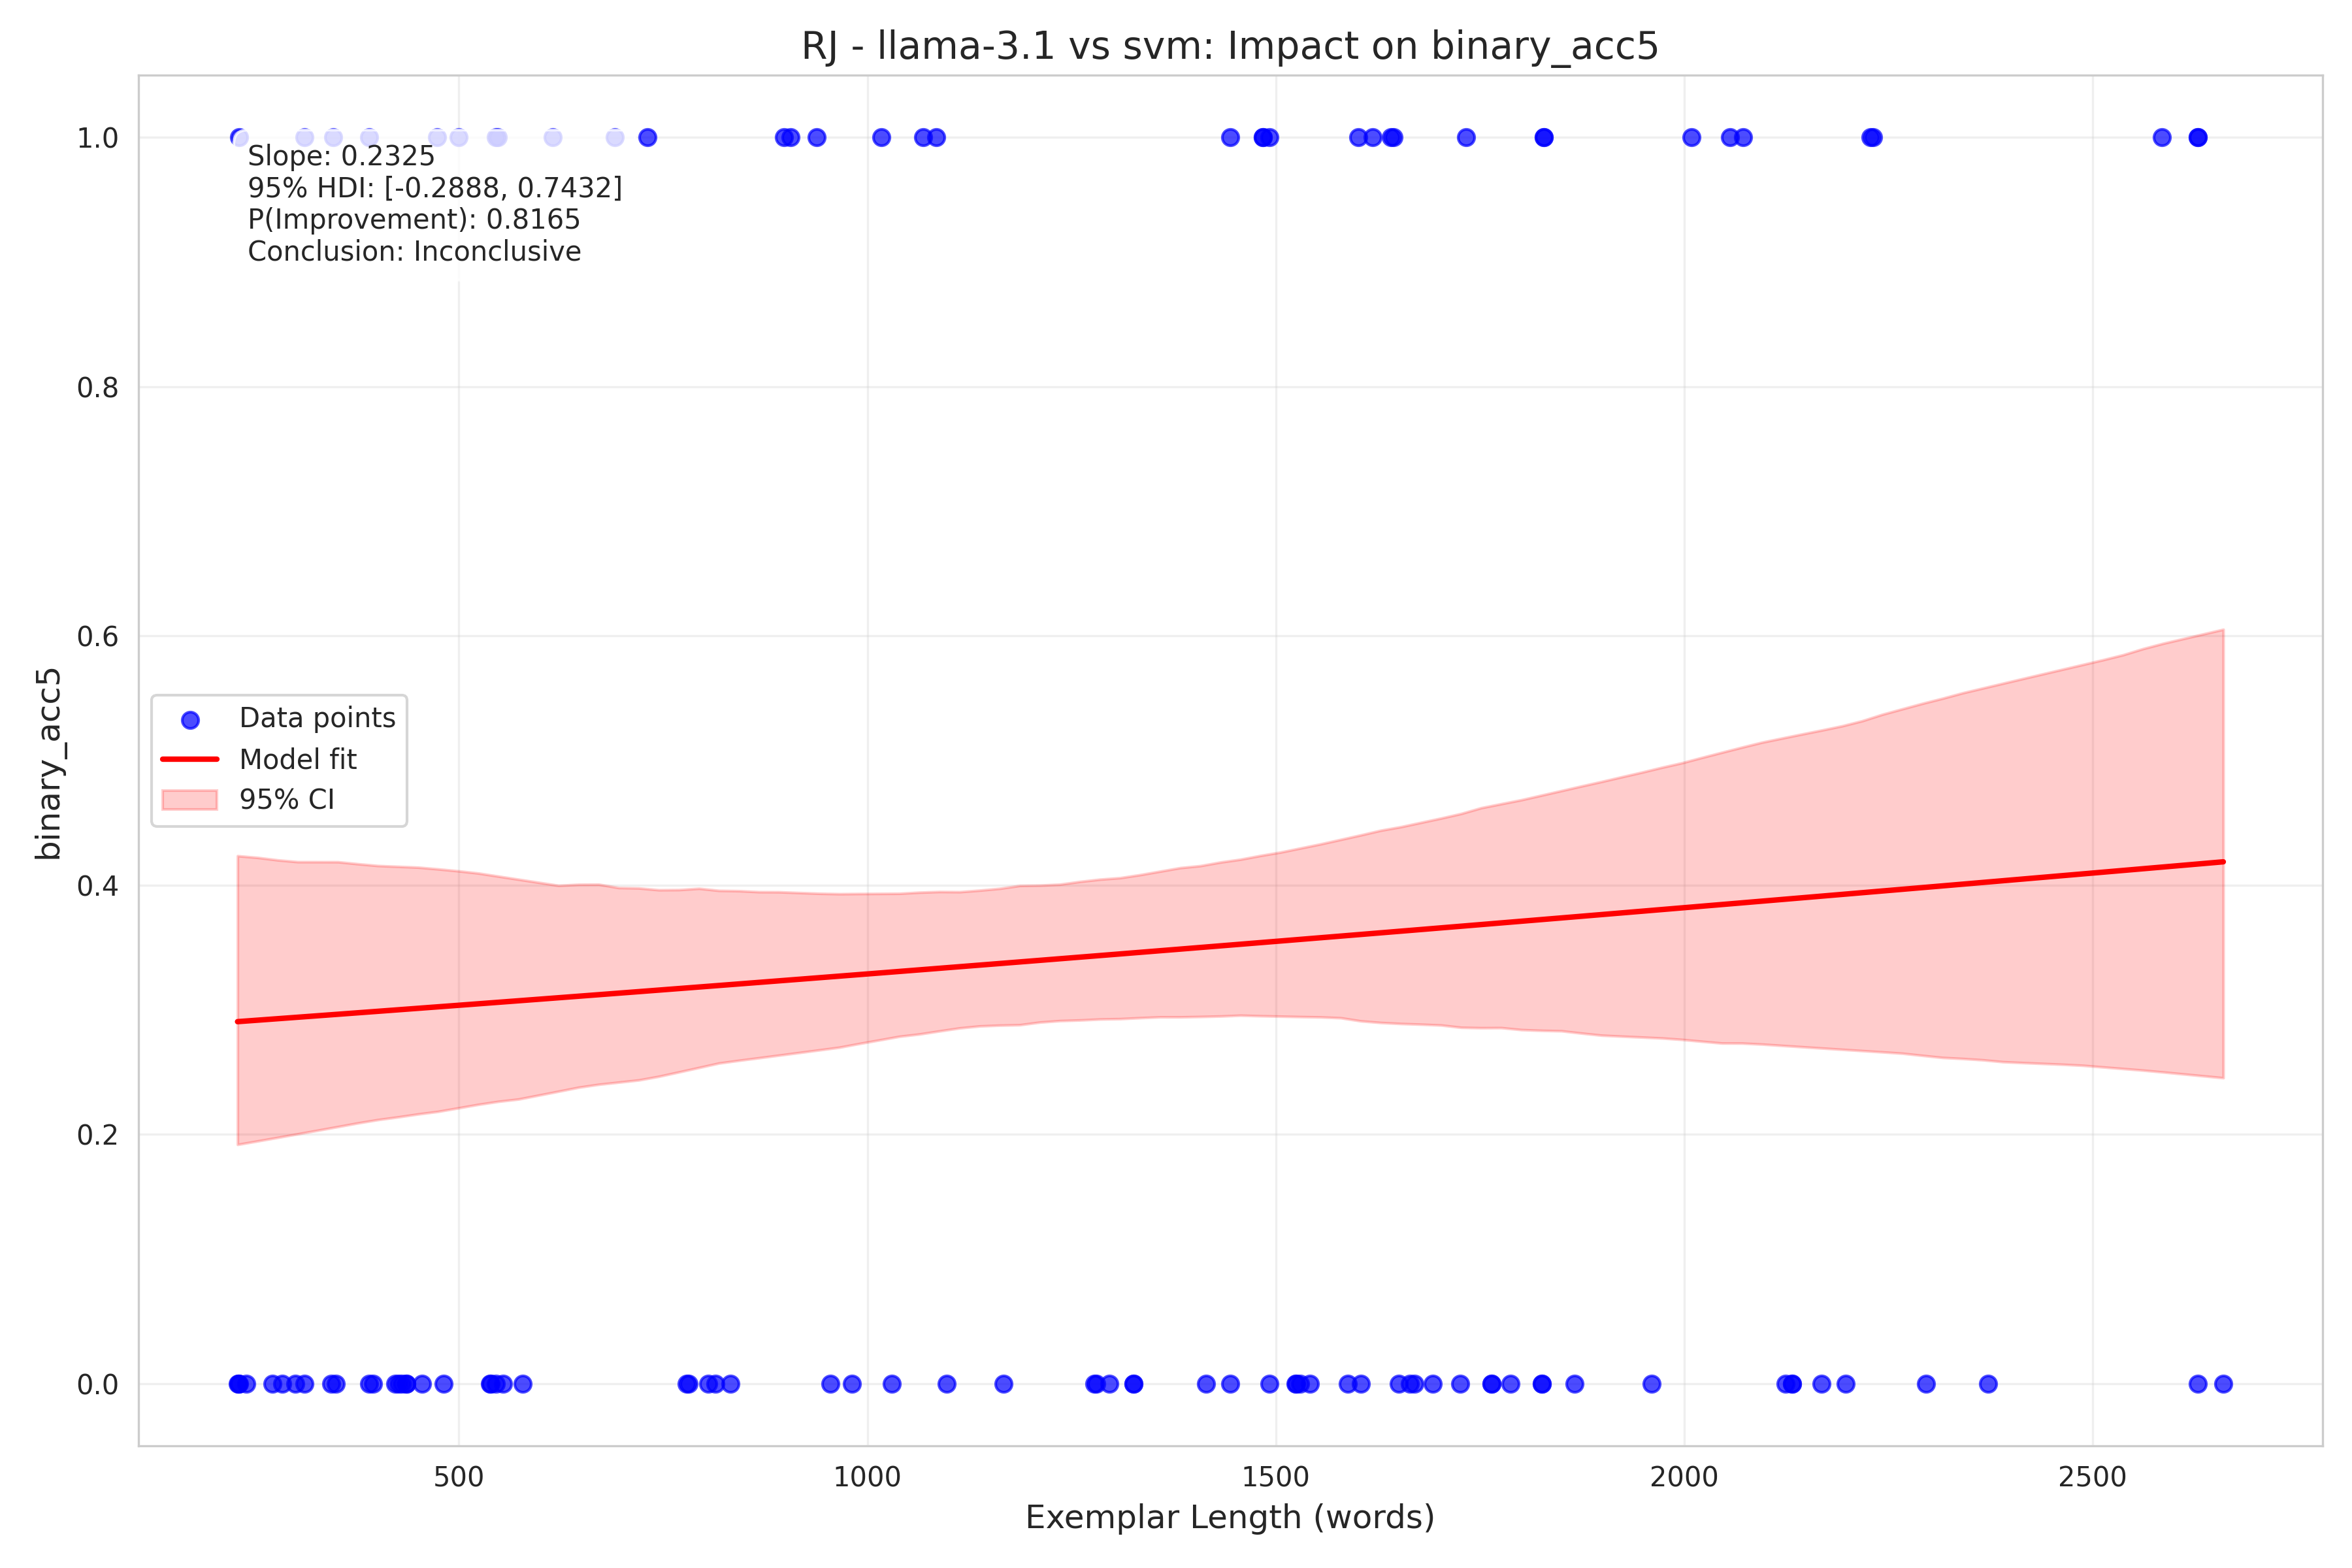 RJ - llama-3.1 vs svm: Impact on binary_acc5
1.0
Slope: 0.2325
95% HDI: [-0.2888, 0.7432]
P(Improvement): 0.8165
Conclusion: Inconclusive
0.8
0.6
binary_acc5
Data points
Model fit
95% CI
0.4
0.2
0.0
500 1000 1500 2000 2500
Exemplar Length (words)